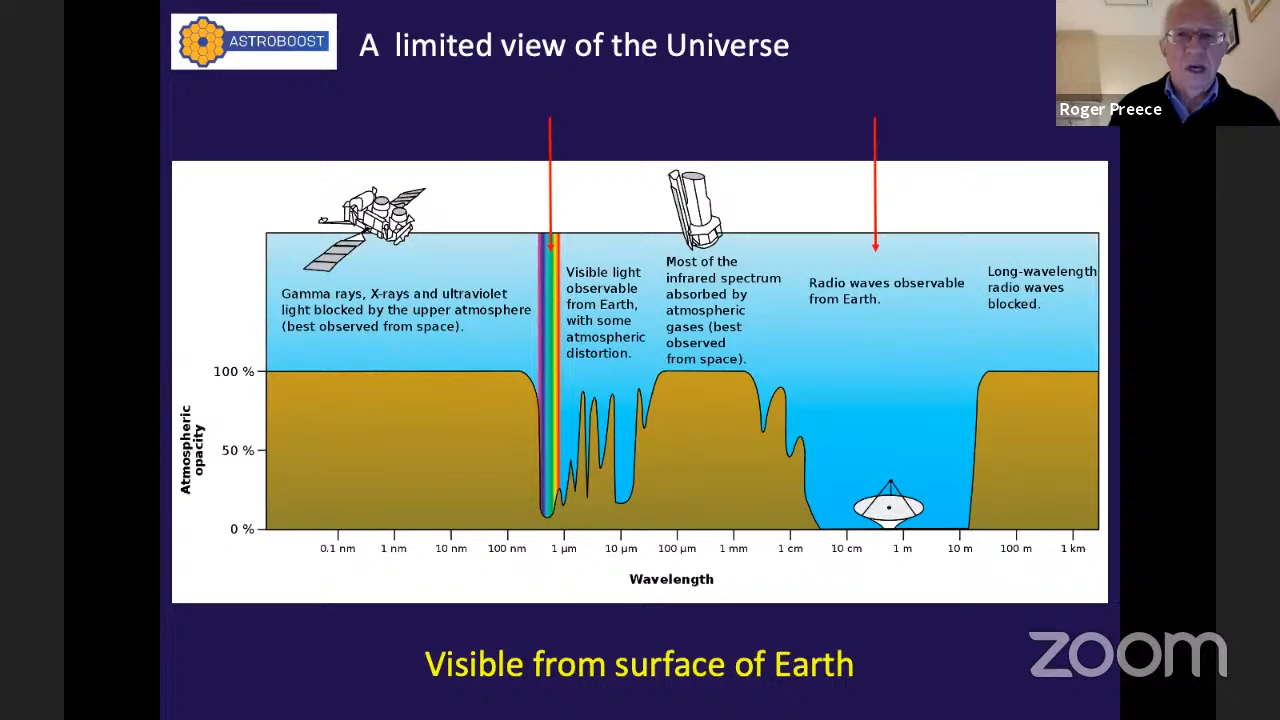 ASTROBOOST
A limited view of the Universe
Roger Preece
Gamma rays, X-rays and ultraviolet
light blocked by the upper atmosphere
(best observed from space).
Visible light
observable
from Earth,
with some
atmospheric
distortion.
Most of the
infrared spectrum
absorbed by
atmospheric
gases (best
observed
from space).
Radio waves observable
from Earth.
Long-wavelength
radio waves
blocked.
Atmospheric
opacity
100 %
50 %
0 %
0.1 nm 1 nm 10 nm 100 nm 1 μm 10 μm 100 μm 1 mm 1 cm 10 cm 1 m 10 m 100 m 1 km
Wavelength
Visible from surface of Earth
zoom